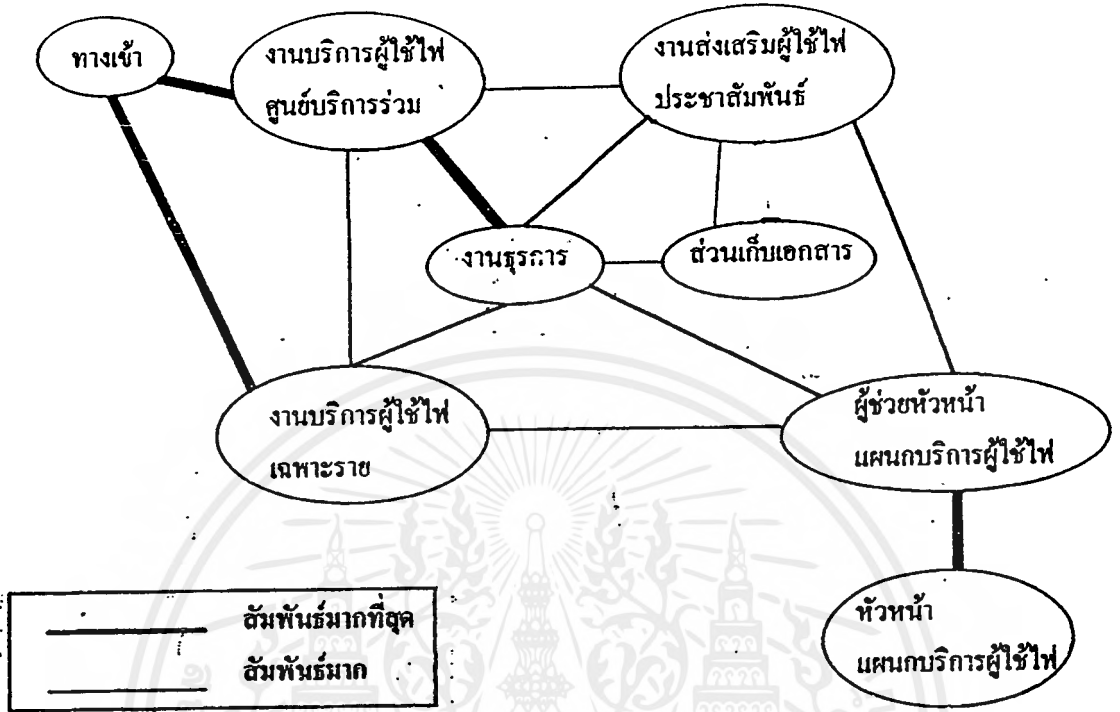 ทางเข้า
งานบริการผู้ใช้ไฟ
ศูนย์บริการร่วม
งานส่งเสริมผู้ใช้ไฟ
ประชาสัมพันธ์
งานธุรการ
ส่วนเก็บเอกสาร
งานบริการผู้ใช้ไฟ
เฉพาะราย
ผู้ช่วยหัวหน้า
แผนกบริการผู้ใช้ไฟ
หัวหน้า
แผนกบริการผู้ใช้ไฟ
สัมพันธ์มากที่สุด
สัมพันธ์มาก